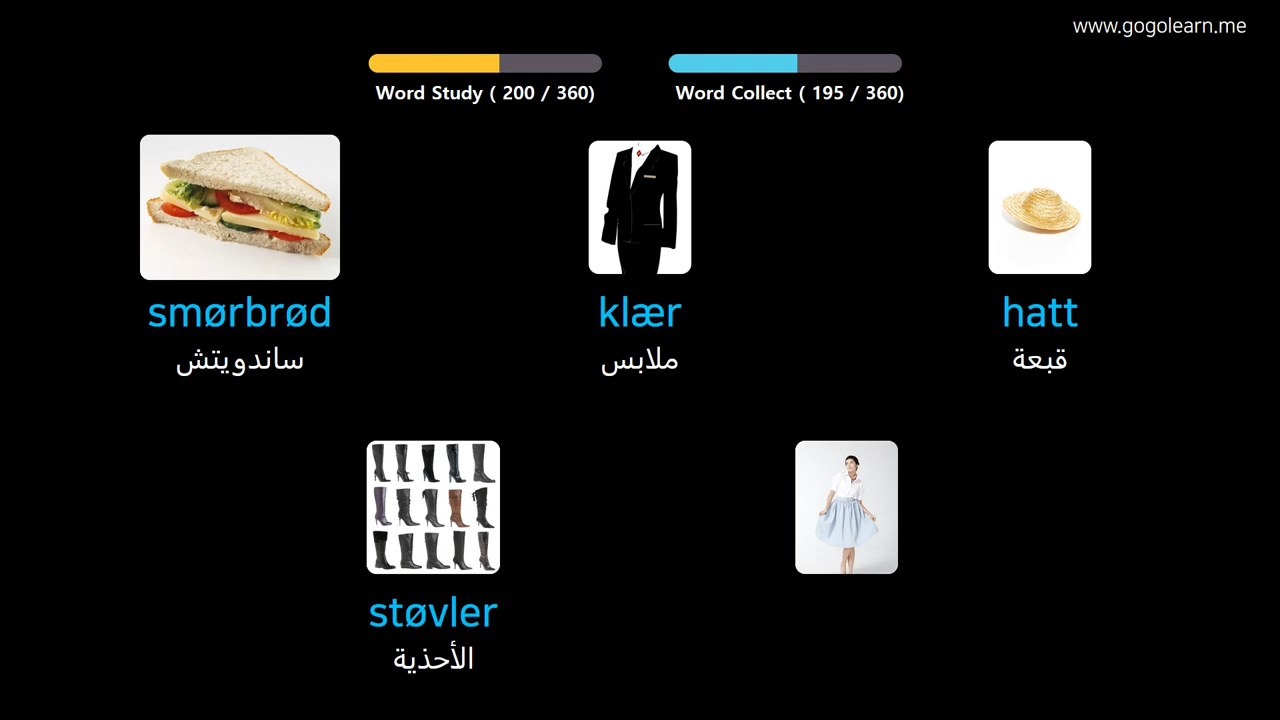 www.gogolearn.me
Word Study ( 200 / 360)
Word Collect ( 195 / 360)
smørbrød
ساندويتش
klær
ملابس
hatt
قبعة
støvler
الأحذية